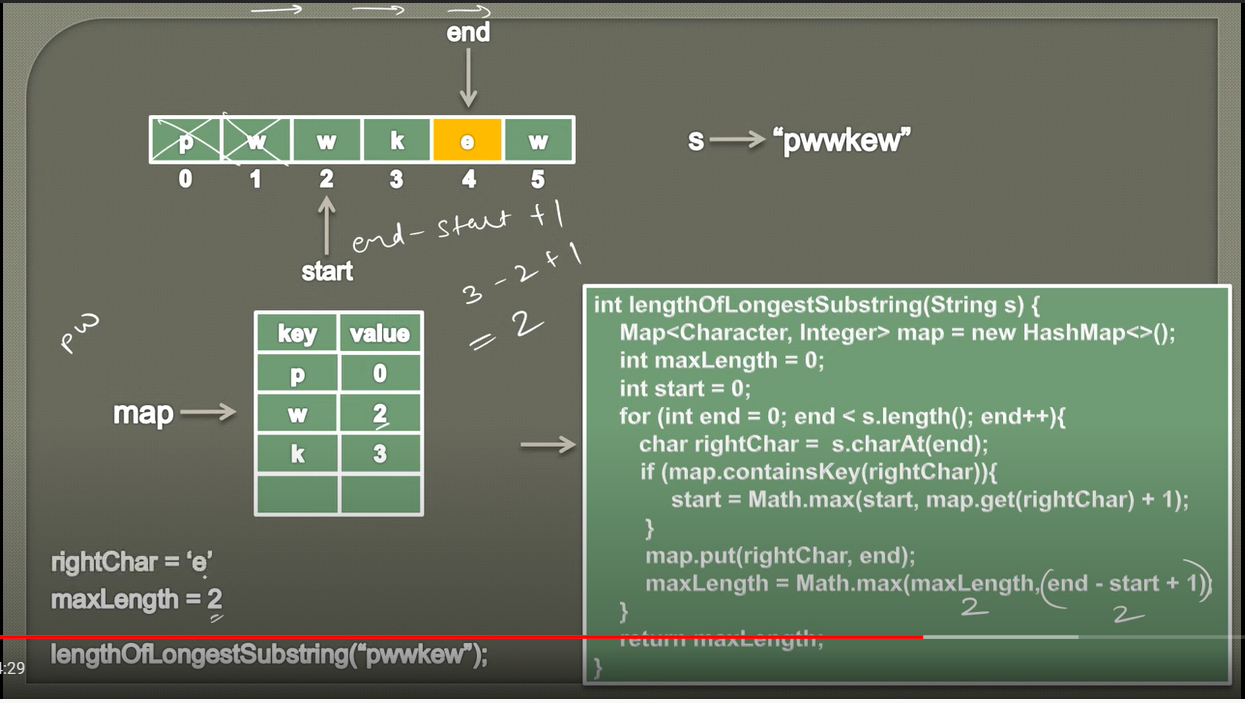 end
p w w k e w
0 1 2 3 4 5
s "pwwkew"
start
end - start + 1
3 - 2 + 1
= 2
pw
map
key value
p 0
w 2
k 3
rightChar = 'e'
maxLength = 2
lengthOfLongestSubstring("pwwkew");
4:29
int lengthOfLongestSubstring(String s) {
Map<Character, Integer> map = new HashMap<>();
int maxLength = 0;
int start = 0;
for (int end = 0; end < s.length(); end++){
char rightChar = s.charAt(end);
if (map.containsKey(rightChar)){
start = Math.max(start, map.get(rightChar) + 1);
}
map.put(rightChar, end);
maxLength = Math.max(maxLength, (end - start + 1));
2 2
}
return maxLength;
}